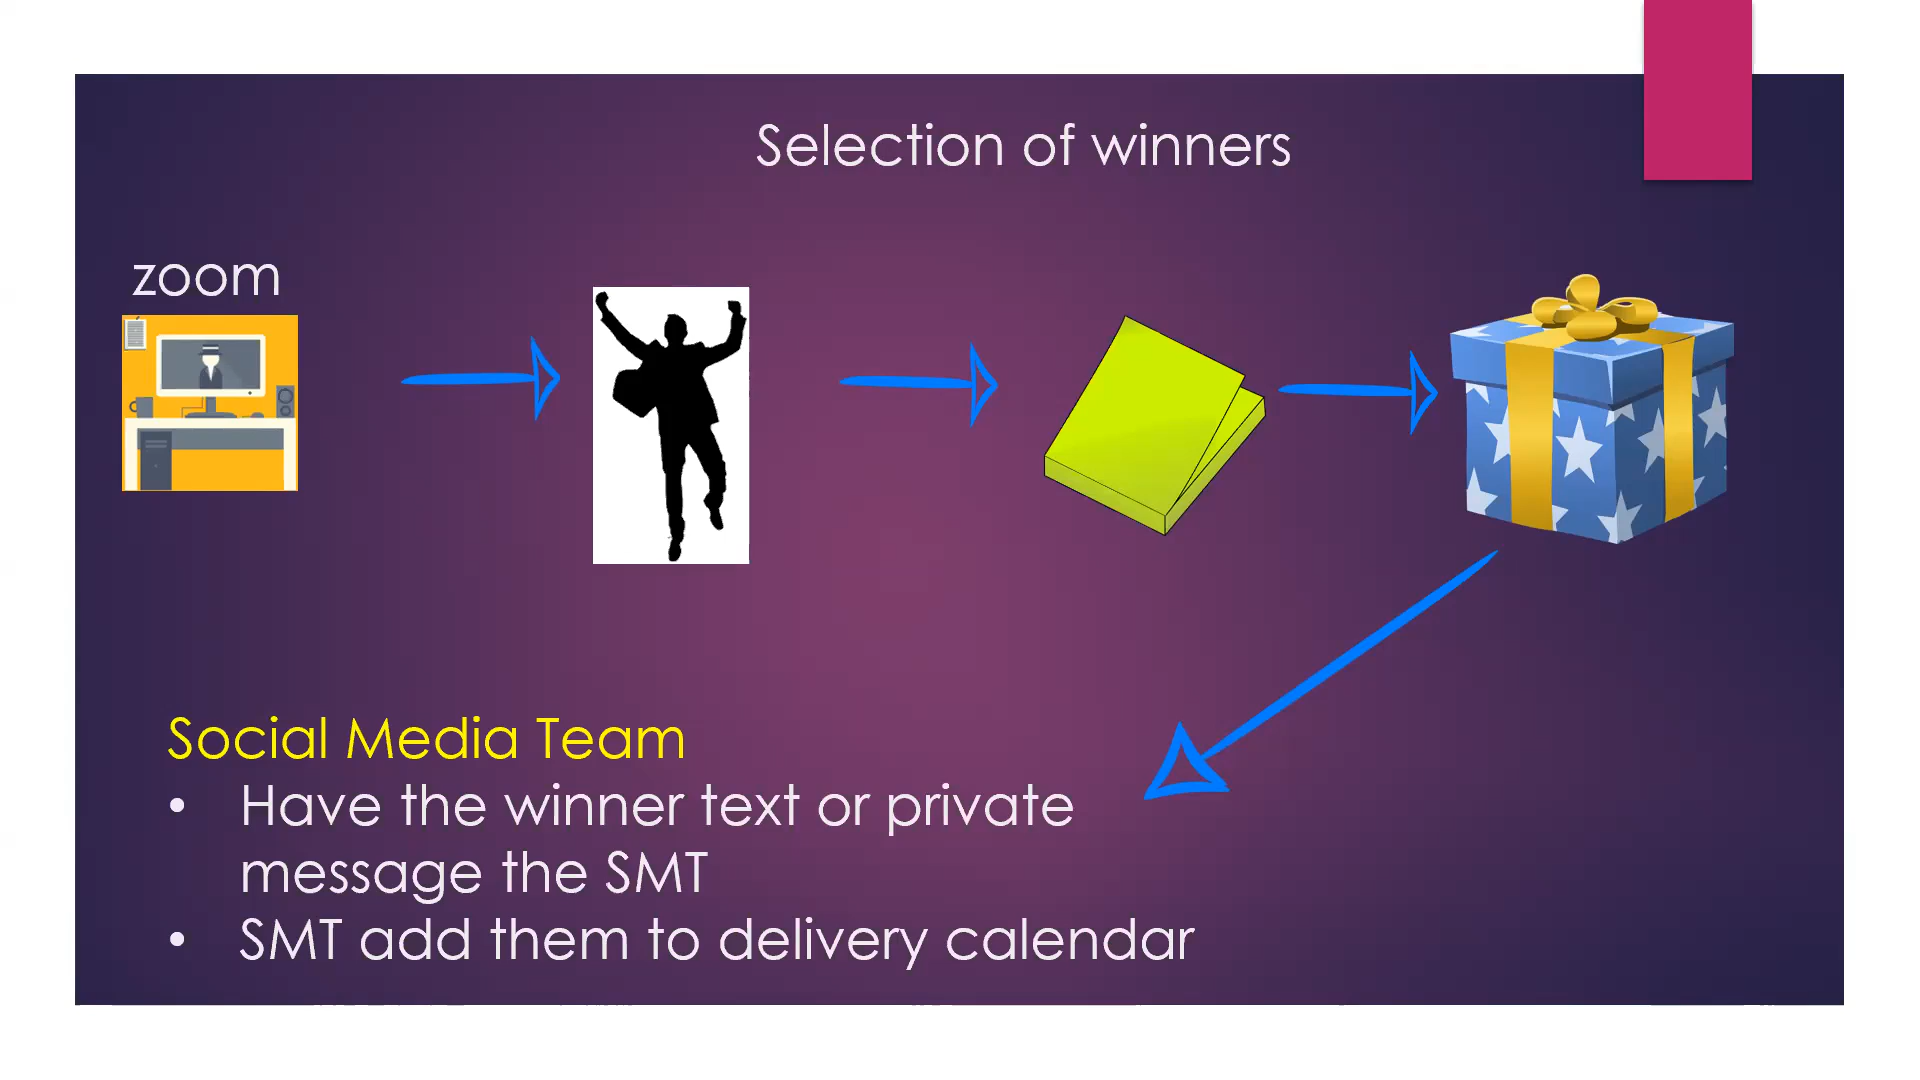 Selection of winners
zoom
Social Media Team
• Have the winner text or private
message the SMT
• SMT add them to delivery calendar